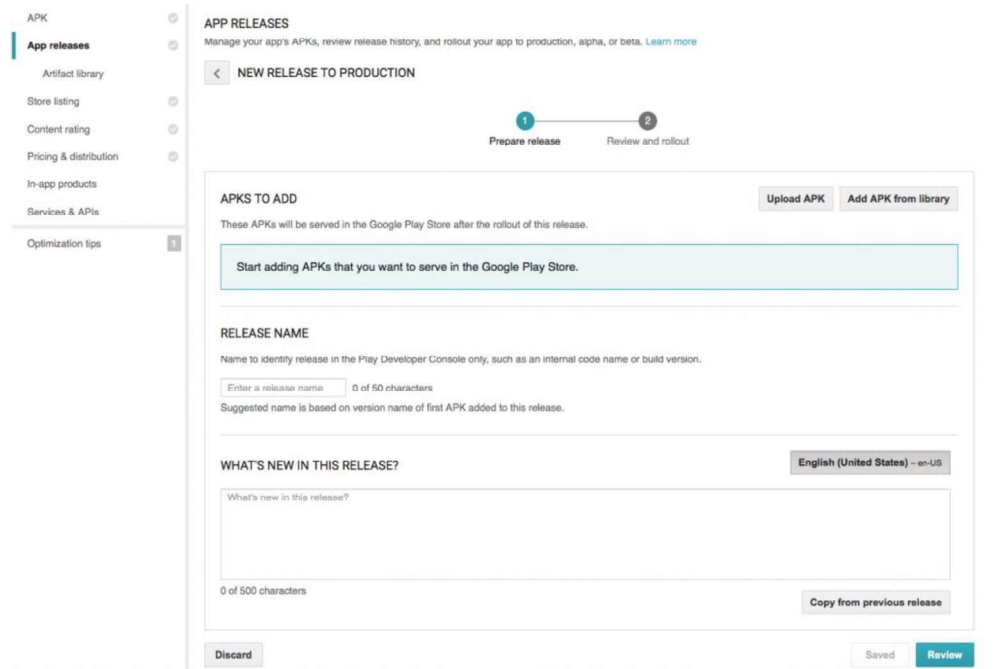 APK
App releases
Artifact library
Store listing
Content rating
Pricing & distribution
In-app products
Services & APIs
Optimization tips
1
APP RELEASES
Manage your app's APKs, review release history, and rollout your app to production, alpha, or beta. Learn more
NEW RELEASE TO PRODUCTION
1 2
Prepare release Review and rollout
APKS TO ADD
Upload APK Add APK from library
These APKs will be served in the Google Play Store after the rollout of this release.
Start adding APKs that you want to serve in the Google Play Store.
RELEASE NAME
Name to identify release in the Play Developer Console only, such as an internal code name or build version.
Enter a release name 0 of 50 characters
Suggested name is based on version name of first APK added to this release.
WHAT'S NEW IN THIS RELEASE?
English (United States) – en-US
What's new in this release?
0 of 500 characters
Copy from previous release
Discard Saved Review